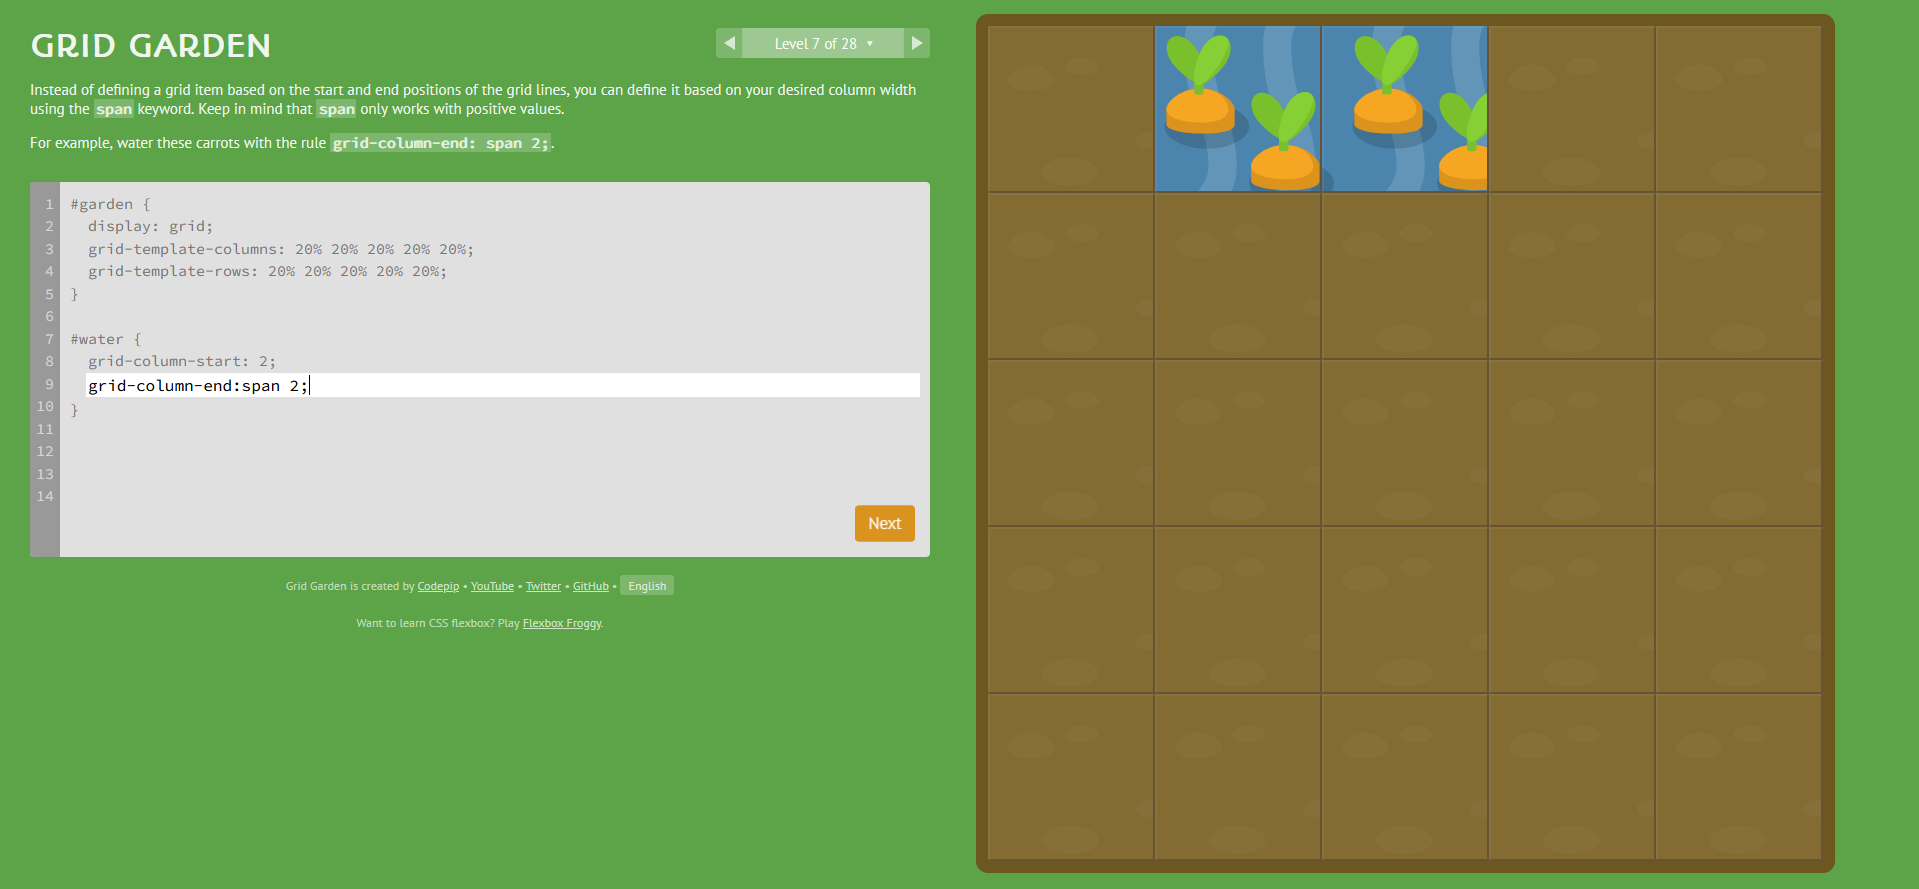 GRID GARDEN
◀ Level 7 of 28 ▼ ▶
Instead of defining a grid item based on the start and end positions of the grid lines, you can define it based on your desired column width
using the span keyword. Keep in mind that span only works with positive values.
For example, water these carrots with the rule grid-column-end: span 2;.
1 #garden {
2 display: grid;
3 grid-template-columns: 20% 20% 20% 20% 20%;
4 grid-template-rows: 20% 20% 20% 20% 20%;
5 }
6
7 #water {
8 grid-column-start: 2;
9 grid-column-end:span 2;
10 }
11
12
13
14
Next
Grid Garden is created by Codepip • YouTube • Twitter • GitHub • English
Want to learn CSS flexbox? Play Flexbox Froggy.